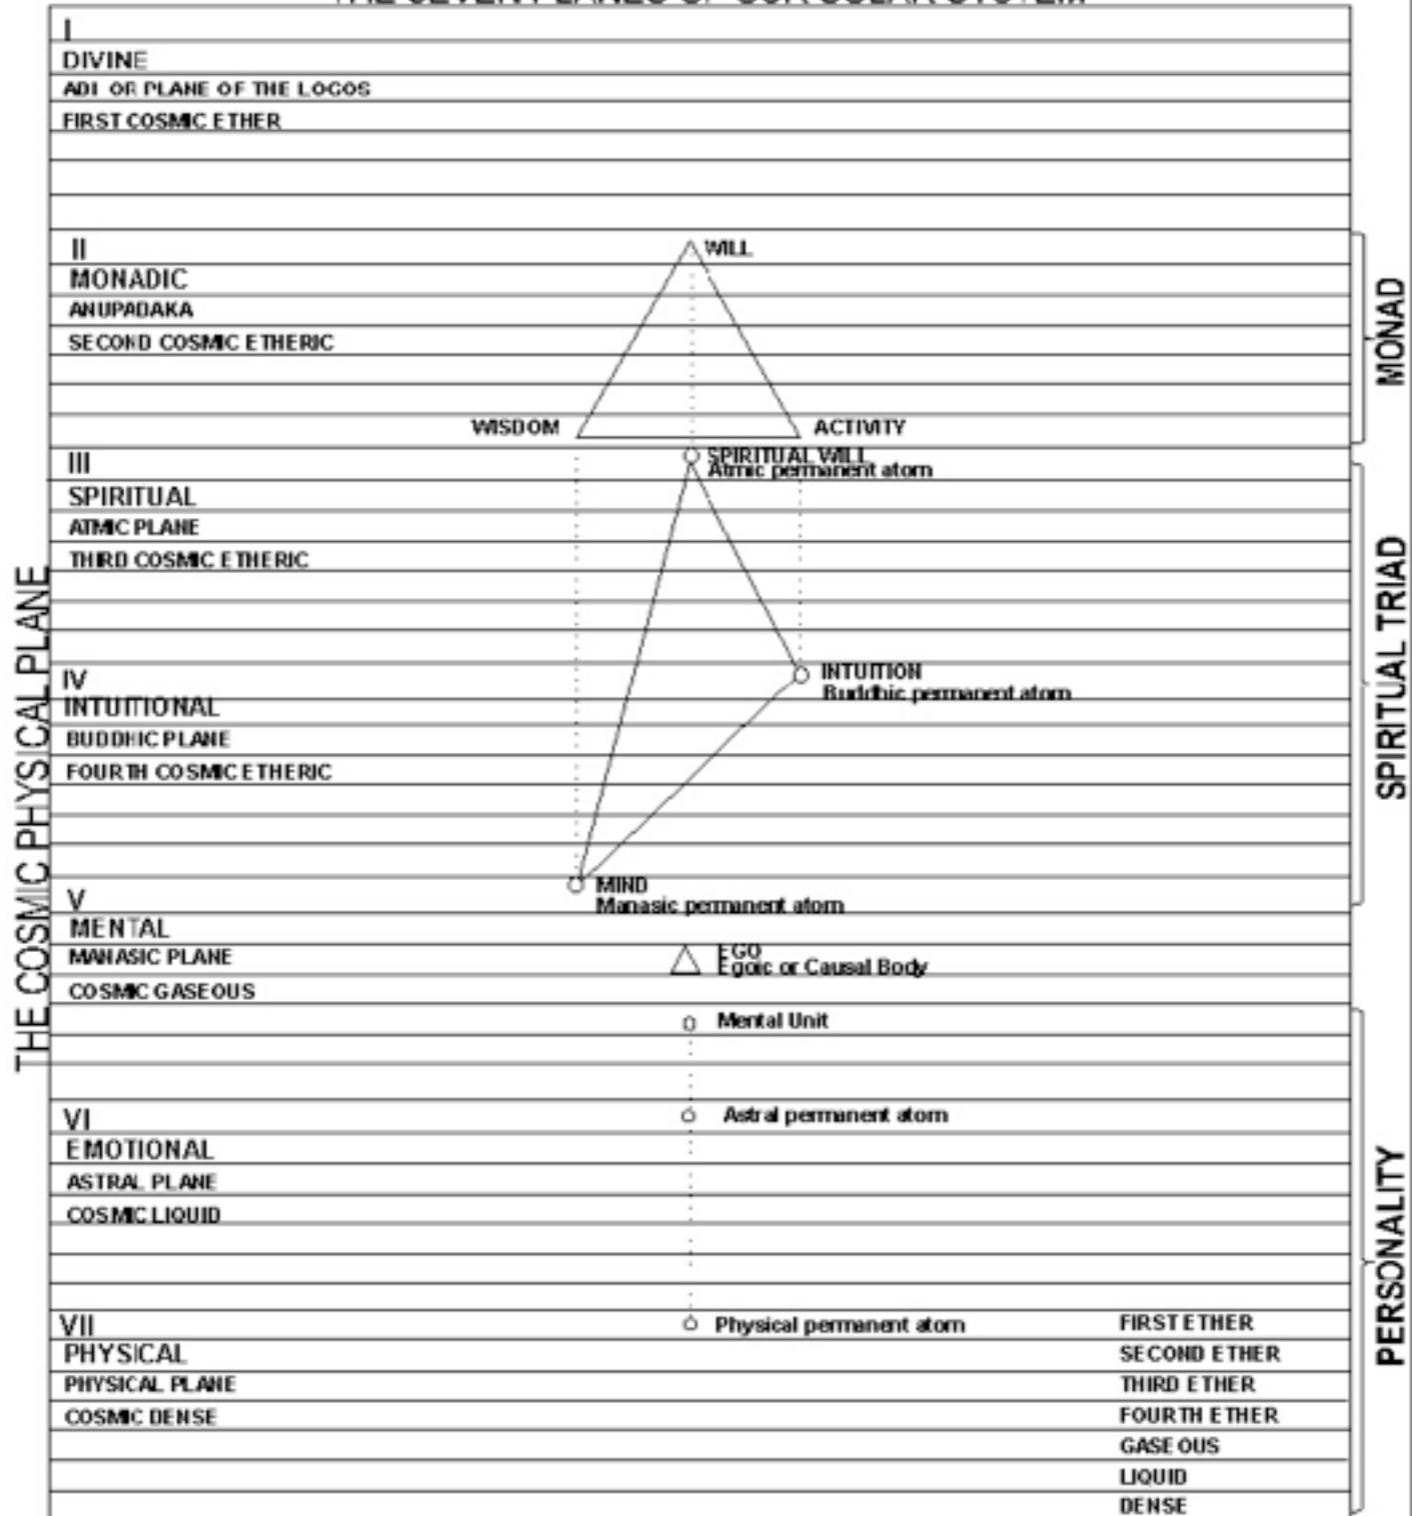 I
DIVINE
ADI OR PLANE OF THE LOGOS
FIRST COSMIC ETHER
II
WILL
MONADIC
ANUPADAKA
SECOND COSMIC ETHERIC
WISDOM
ACTIVITY
MONAD
III
SPIRITUAL WILL
Atmic permanent atom
SPIRITUAL
ATMIC PLANE
THIRD COSMIC ETHERIC
THE COSMIC PHYSICAL PLANE
SPIRITUAL TRIAD
IV
INTUITION
Buddhic permanent atom
INTUITIONAL
BUDDHIC PLANE
FOURTH COSMIC ETHERIC
V
MIND
Manasic permanent atom
MENTAL
MANASIC PLANE
EGO
Egoic or Causal Body
COSMIC GASEOUS
Mental Unit
VI
Astral permanent atom
EMOTIONAL
ASTRAL PLANE
COSMIC LIQUID
PERSONALITY
VII
Physical permanent atom
FIRST ETHER
PHYSICAL
SECOND ETHER
PHYSICAL PLANE
THIRD ETHER
COSMIC DENSE
FOURTH ETHER
GASEOUS
LIQUID
DENSE